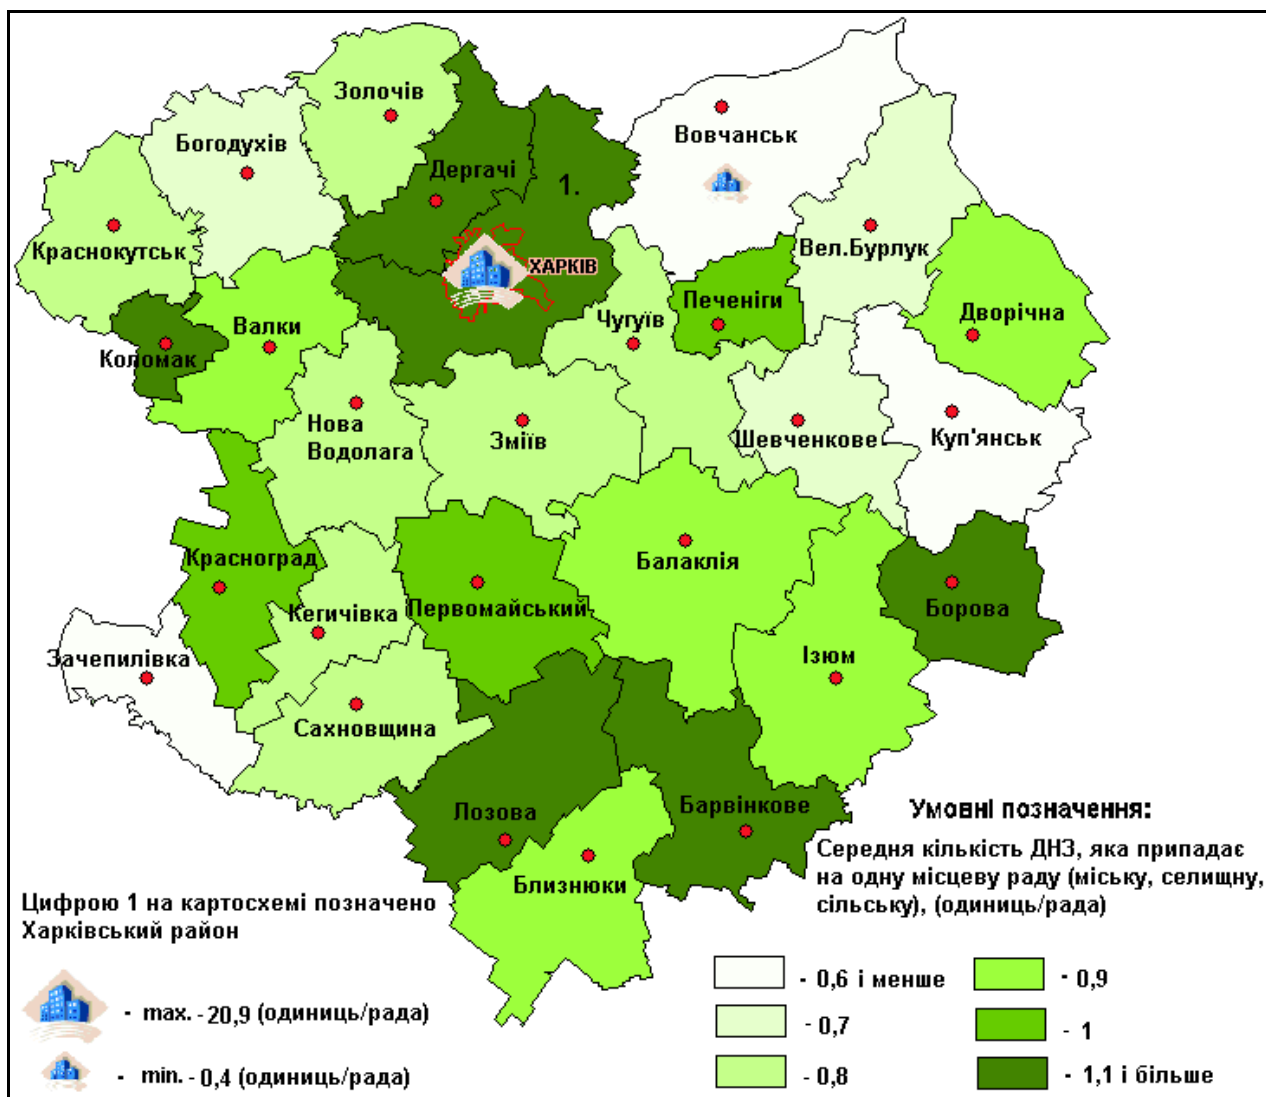 Золочів
Вовчанськ
Богодухів
Дергачі
1.
Краснокутськ
Вел.Бурлук
ХАРКІВ
Печеніги
Дворічна
Чугуїв
Валки
Коломак
Нова
Водолага
Зміїв
Шевченкове
Куп'янськ
Красноград
Балаклія
Кегичівка
Первомайський
Борова
Зачепилівка
Ізюм
Сахновщина
Лозова
Барвінкове
Близнюки
Умовні позначення:
Середня кількість ДНЗ, яка припадає
на одну місцеву раду (міську, селищну,
сільську), (одиниць/рада)
Цифрою 1 на картосхемі позначено
Харківський район
- max. - 20,9 (одиниць/рада)
- min. - 0,4 (одиниць/рада)
- 0,6 і менше
- 0,7
- 0,8
- 0,9
- 1
- 1,1 і більше